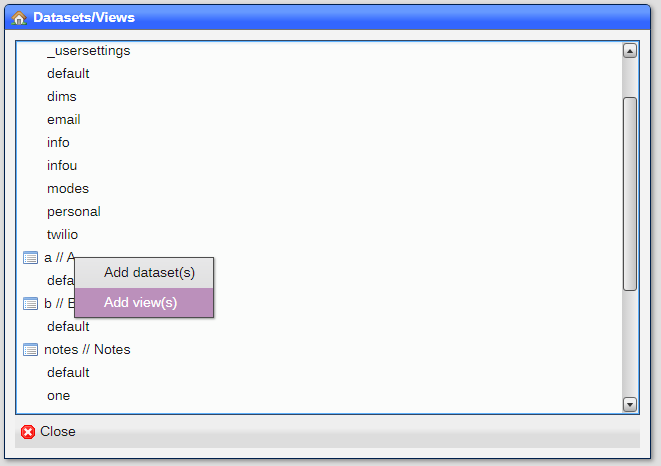 Datasets/Views
_usersettings
default
dims
email
info
infou
modes
personal
twilio
a // A
Add dataset(s)
defa
b // B
Add view(s)
default
notes // Notes
default
one
Close